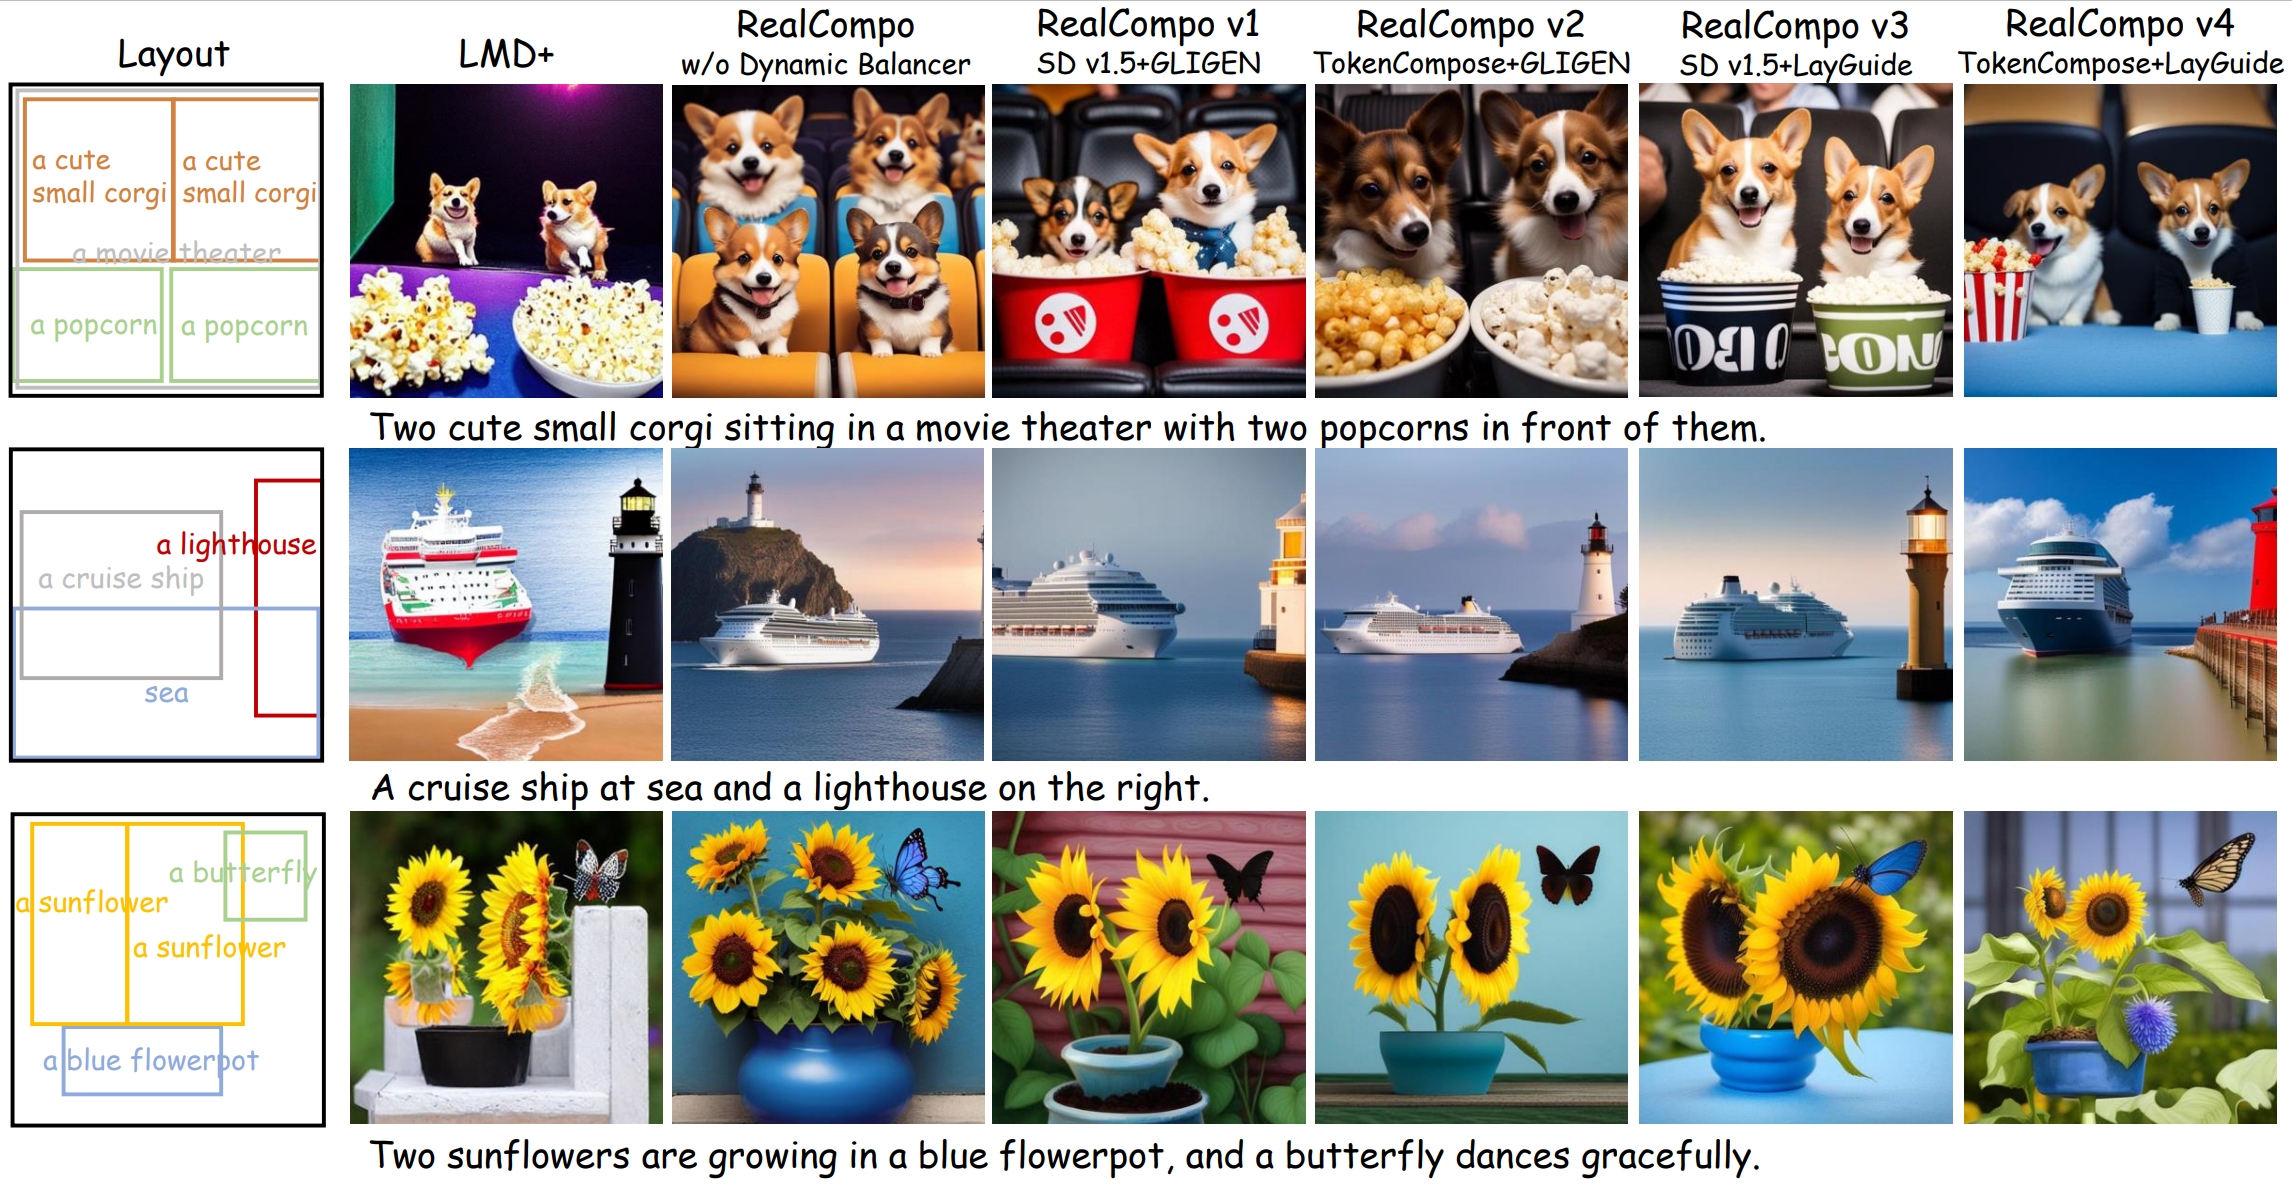 Layout
LMD+
RealCompo
w/o Dynamic Balancer
RealCompo v1
SD v1.5+GLIGEN
RealCompo v2
TokenCompose+GLIGEN
RealCompo v3
SD v1.5+LayGuide
RealCompo v4
TokenCompose+LayGuide
a cute
small corgi
a cute
small corgi
a movie theater
a popcorn
a popcorn
Two cute small corgi sitting in a movie theater with two popcorns in front of them.
a lighthouse
a cruise ship
sea
A cruise ship at sea and a lighthouse on the right.
a butterfly
a sunflower
a sunflower
a blue flowerpot
Two sunflowers are growing in a blue flowerpot, and a butterfly dances gracefully.